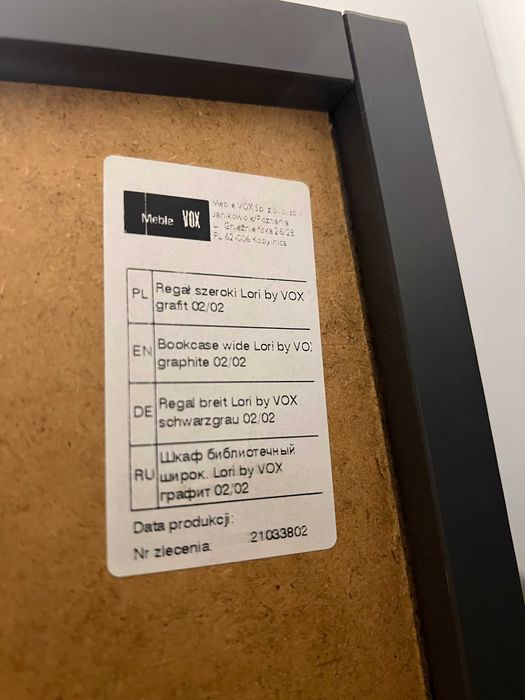 Meble VOX
Meble VOX Sp. z o. o. sp. k
Janikowo k/Poznania
ul. Gnieźnieńska 26/28
PL 62-006 Kobylnica
PL Regał szeroki Lori by VOX
grafit 02/02
EN Bookcase wide Lori by VOX
graphite 02/02
DE Regal breit Lori by VOX
schwarzgrau 02/02
RU Шкаф библиотечный
широк. Lori by VOX
графит 02/02
Data produkcji:
Nr zlecenia: 21033802